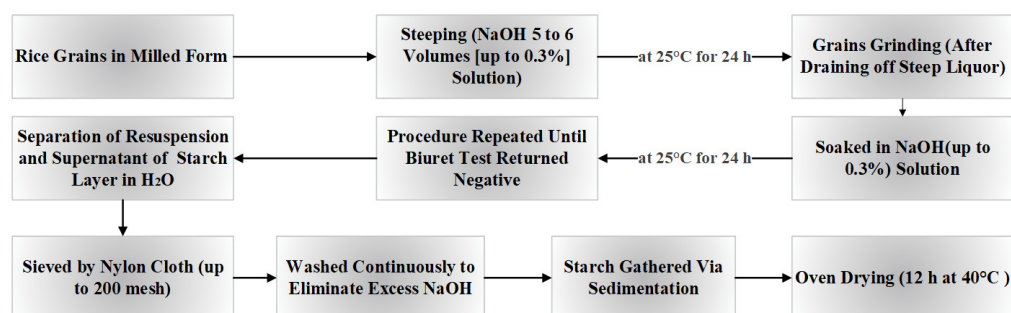 Rice Grains in Milled Form
Steeping (NaOH 5 to 6
Volumes [up to 0.3%]
Solution)
at 25°C for 24 h
Grains Grinding (After
Draining off Steep Liquor)
Soaked in NaOH(up to
0.3%) Solution
at 25°C for 24 h
Procedure Repeated Until
Biuret Test Returned
Negative
Separation of Resuspension
and Supernatant of Starch
Layer in H₂O
Sieved by Nylon Cloth (up
to 200 mesh)
Washed Continuously to
Eliminate Excess NaOH
Starch Gathered Via
Sedimentation
Oven Drying (12 h at 40°C )